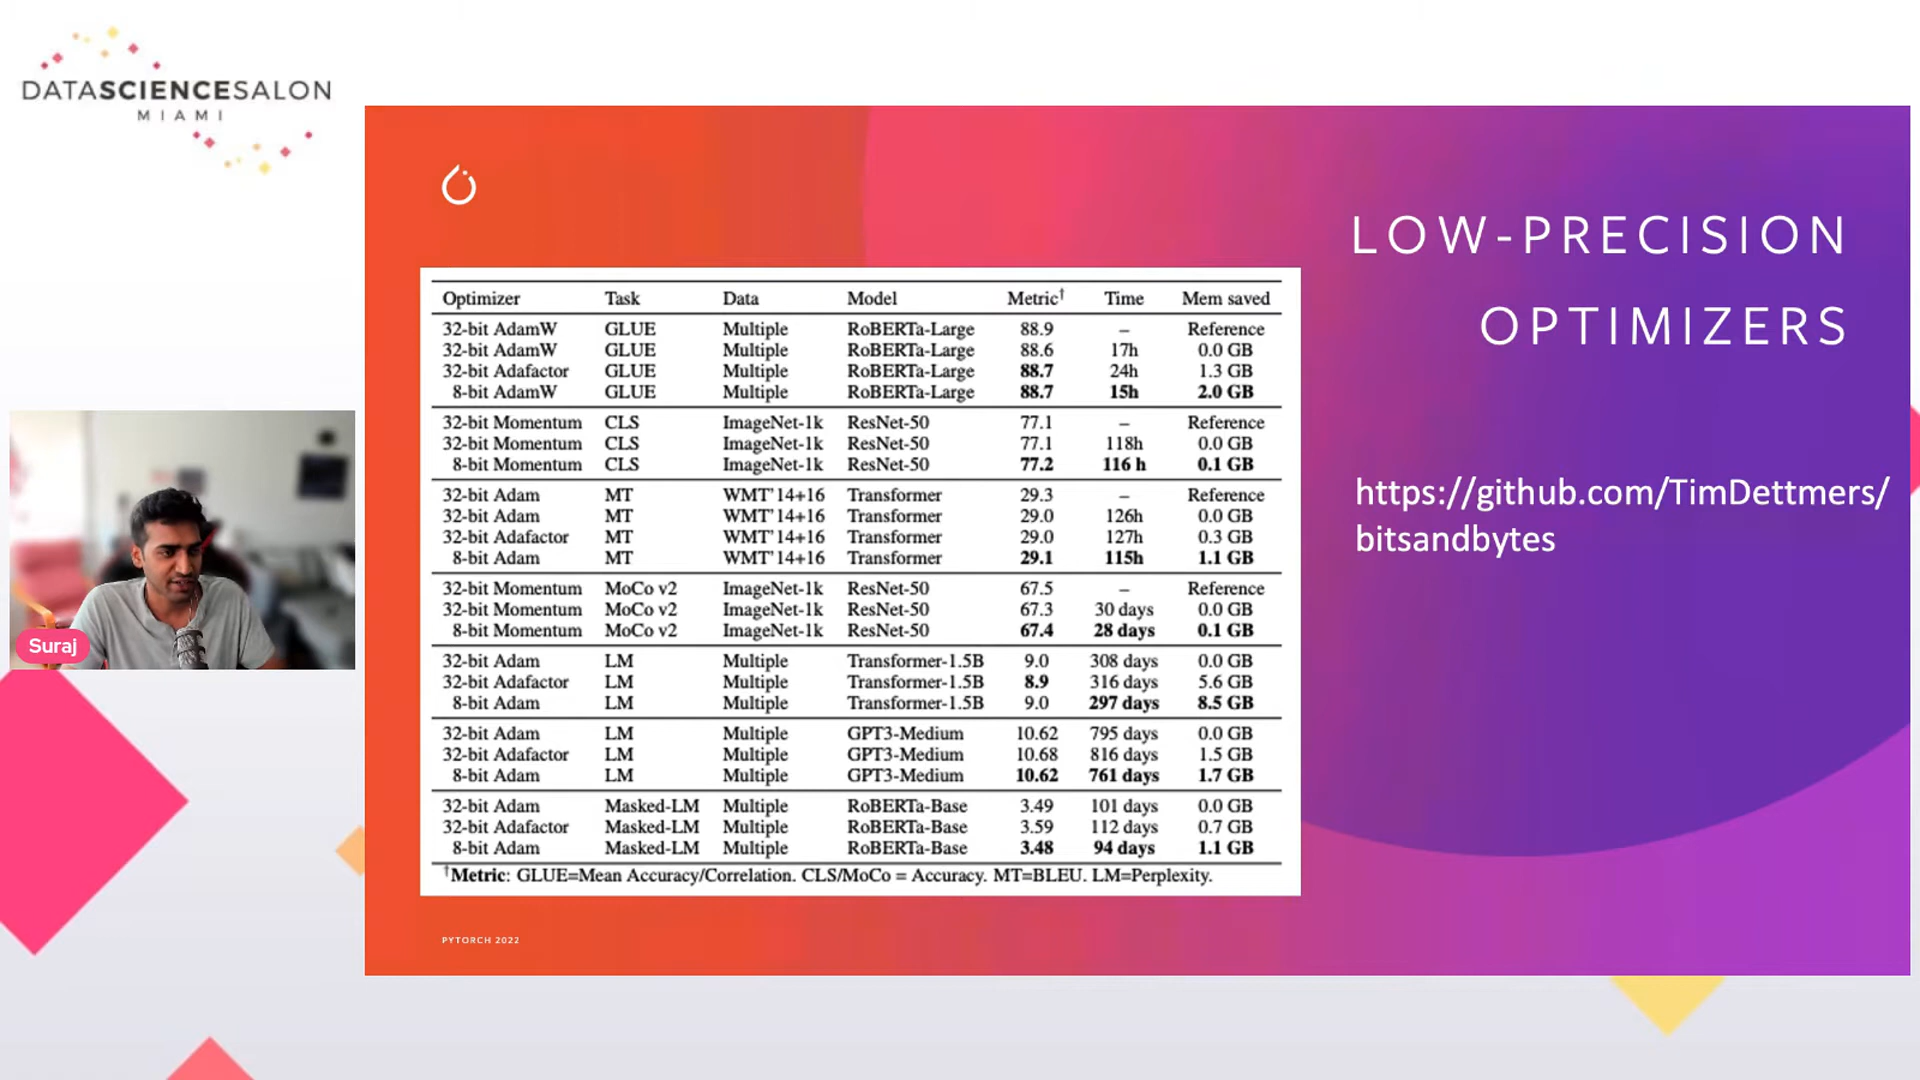 DATASCIENCESALON
MIAMI
LOW-PRECISION
OPTIMIZERS
Optimizer Task Data Model Metric† Time Mem saved
32-bit AdamW GLUE Multiple RoBERTa-Large 88.9 – Reference
32-bit AdamW GLUE Multiple RoBERTa-Large 88.6 17h 0.0 GB
32-bit Adafactor GLUE Multiple RoBERTa-Large 88.7 24h 1.3 GB
8-bit AdamW GLUE Multiple RoBERTa-Large 88.7 15h 2.0 GB
32-bit Momentum CLS ImageNet-1k ResNet-50 77.1 – Reference
32-bit Momentum CLS ImageNet-1k ResNet-50 77.1 118h 0.0 GB
8-bit Momentum CLS ImageNet-1k ResNet-50 77.2 116 h 0.1 GB
32-bit Adam MT WMT'14+16 Transformer 29.3 – Reference
32-bit Adam MT WMT'14+16 Transformer 29.0 126h 0.0 GB
32-bit Adafactor MT WMT'14+16 Transformer 29.0 127h 0.3 GB
8-bit Adam MT WMT'14+16 Transformer 29.1 115h 1.1 GB
32-bit Momentum MoCo v2 ImageNet-1k ResNet-50 67.5 – Reference
32-bit Momentum MoCo v2 ImageNet-1k ResNet-50 67.3 30 days 0.0 GB
8-bit Momentum MoCo v2 ImageNet-1k ResNet-50 67.4 28 days 0.1 GB
32-bit Adam LM Multiple Transformer-1.5B 9.0 308 days 0.0 GB
32-bit Adafactor LM Multiple Transformer-1.5B 8.9 316 days 5.6 GB
8-bit Adam LM Multiple Transformer-1.5B 9.0 297 days 8.5 GB
32-bit Adam LM Multiple GPT3-Medium 10.62 795 days 0.0 GB
32-bit Adafactor LM Multiple GPT3-Medium 10.68 816 days 1.5 GB
8-bit Adam LM Multiple GPT3-Medium 10.62 761 days 1.7 GB
32-bit Adam Masked-LM Multiple RoBERTa-Base 3.49 101 days 0.0 GB
32-bit Adafactor Masked-LM Multiple RoBERTa-Base 3.59 112 days 0.7 GB
8-bit Adam Masked-LM Multiple RoBERTa-Base 3.48 94 days 1.1 GB
†Metric: GLUE=Mean Accuracy/Correlation. CLS/MoCo = Accuracy. MT=BLEU. LM=Perplexity.
https://github.com/TimDettmers/
bitsandbytes
Suraj
PYTORCH 2022